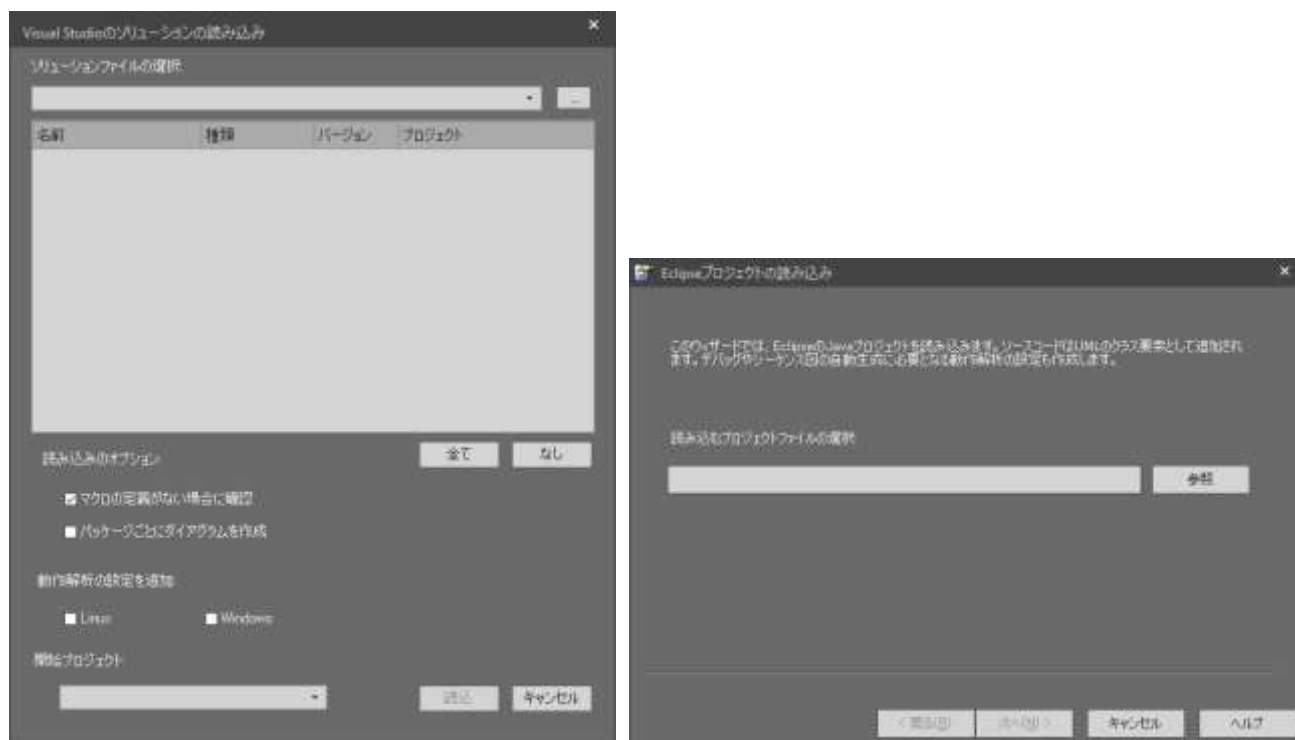 Visual Studioのソリューションの読み込み
ソリューションファイルの選択
...
名前 種類 バージョン プロジェクト
読み込みのオプション
全て なし
マクロの定義がない場合に確認
パッケージごとにダイアグラムを作成
動作解析の設定を追加
Linux Windows
開始プロジェクト
読込 キャンセル
Eclipseプロジェクトの読み込み
このウィザードでは、EclipseのJavaプロジェクトを読み込みます。ソースコードはUMLのクラス要素として追加され
ます。デバッグやシーケンス図の自動生成に必要となる動作解析の設定も作成します。
読み込むプロジェクトファイルの選択
参照
< 戻る(B) 次へ(N) > キャンセル ヘルプ